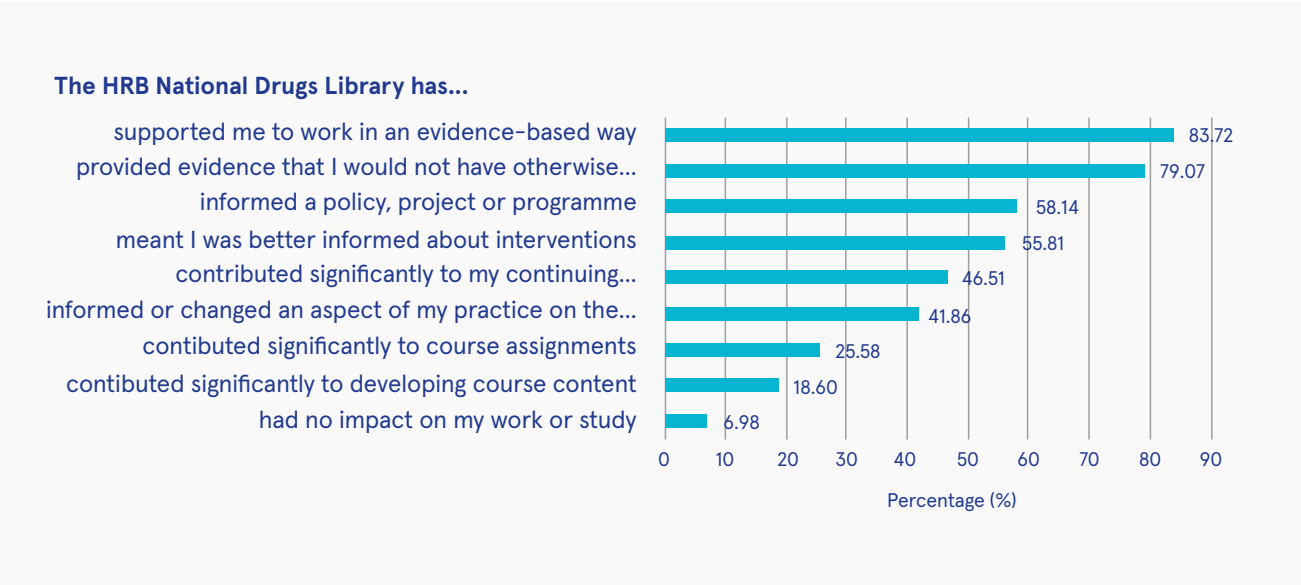 The HRB National Drugs Library has...
supported me to work in an evidence-based way 83.72
provided evidence that I would not have otherwise... 79.07
informed a policy, project or programme 58.14
meant I was better informed about interventions 55.81
contributed significantly to my continuing... 46.51
informed or changed an aspect of my practice on the... 41.86
contibuted significantly to course assignments 25.58
contibuted significantly to developing course content 18.60
had no impact on my work or study 6.98
0 10 20 30 40 50 60 70 80 90
Percentage (%)